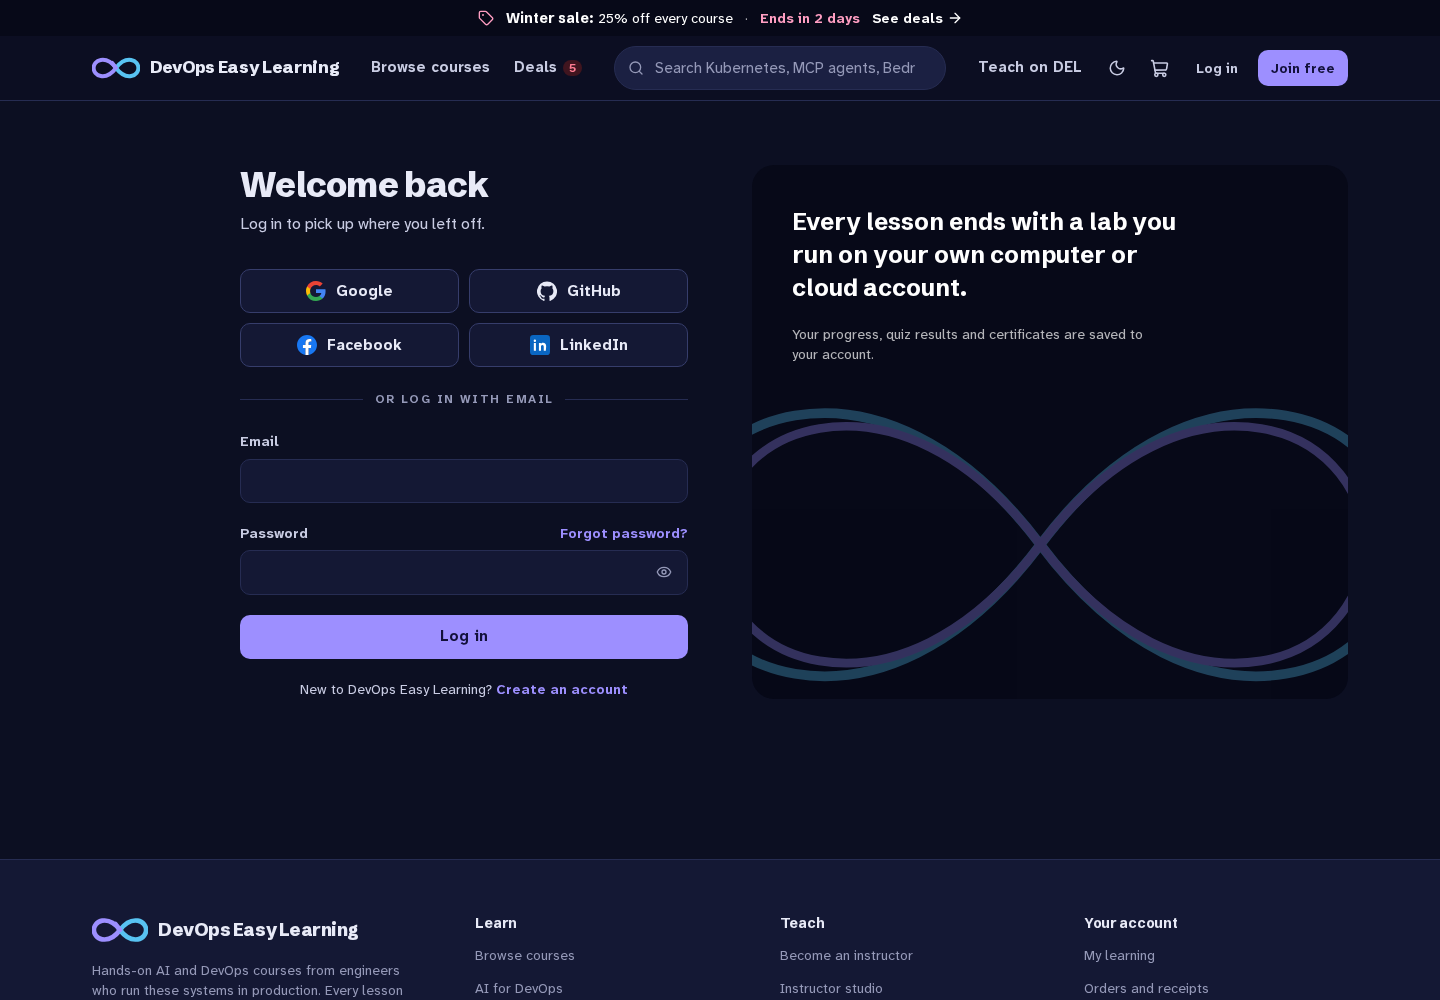 Winter sale: 25% off every course · Ends in 2 days See deals →
DevOps Easy Learning Browse courses Deals 5 Search Kubernetes, MCP agents, Bedr Teach on DEL Log in Join free
Welcome back
Log in to pick up where you left off.
Google GitHub
Facebook LinkedIn
OR LOG IN WITH EMAIL
Email
Password Forgot password?
Log in
New to DevOps Easy Learning? Create an account
Every lesson ends with a lab you
run on your own computer or
cloud account.
Your progress, quiz results and certificates are saved to
your account.
DevOps Easy Learning
Hands-on AI and DevOps courses from engineers
who run these systems in production. Every lesson
Learn
Browse courses
AI for DevOps
Teach
Become an instructor
Instructor studio
Your account
My learning
Orders and receipts